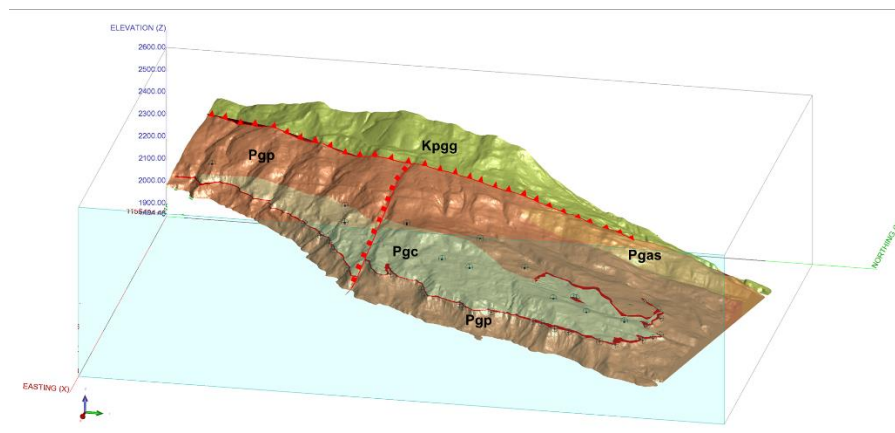 ELEVATION (Z)
2600.00
2500.00
2400.00
2300.00
2200.00
2100.00
2000.00
1900.00
Kpgg
Pgp
Pgc
Pgas
Pgp
EASTING (X)